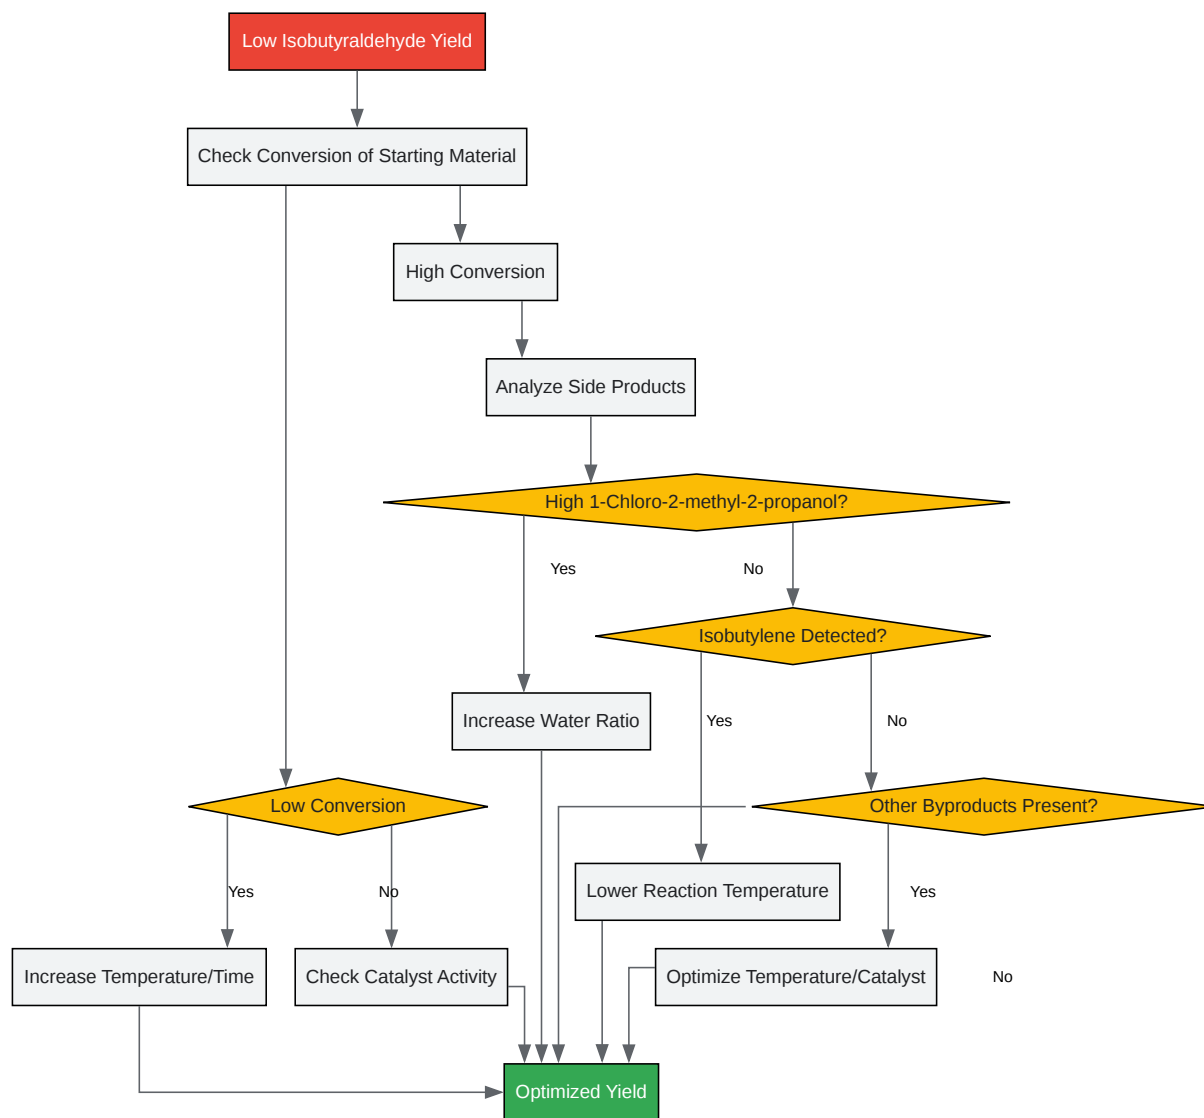 Low Isobutyraldehyde Yield
Check Conversion of Starting Material
High Conversion
Analyze Side Products
High 1-Chloro-2-methyl-2-propanol?
Yes
No
Isobutylene Detected?
Increase Water Ratio
Yes
No
Low Conversion
Other Byproducts Present?
Yes
No
Lower Reaction Temperature
Yes
Increase Temperature/Time
Check Catalyst Activity
Optimize Temperature/Catalyst
No
Optimized Yield